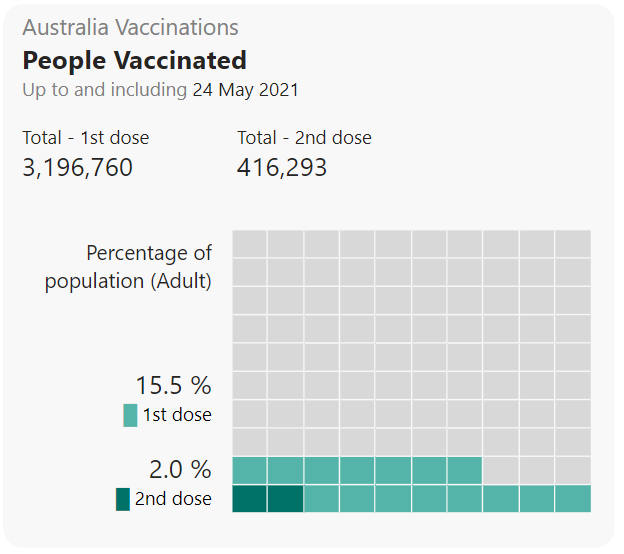 Australia Vaccinations
People Vaccinated
Up to and including 24 May 2021
Total - 1st dose
3,196,760
Total - 2nd dose
416,293
Percentage of
population (Adult)
15.5 %
1st dose
2.0 %
2nd dose